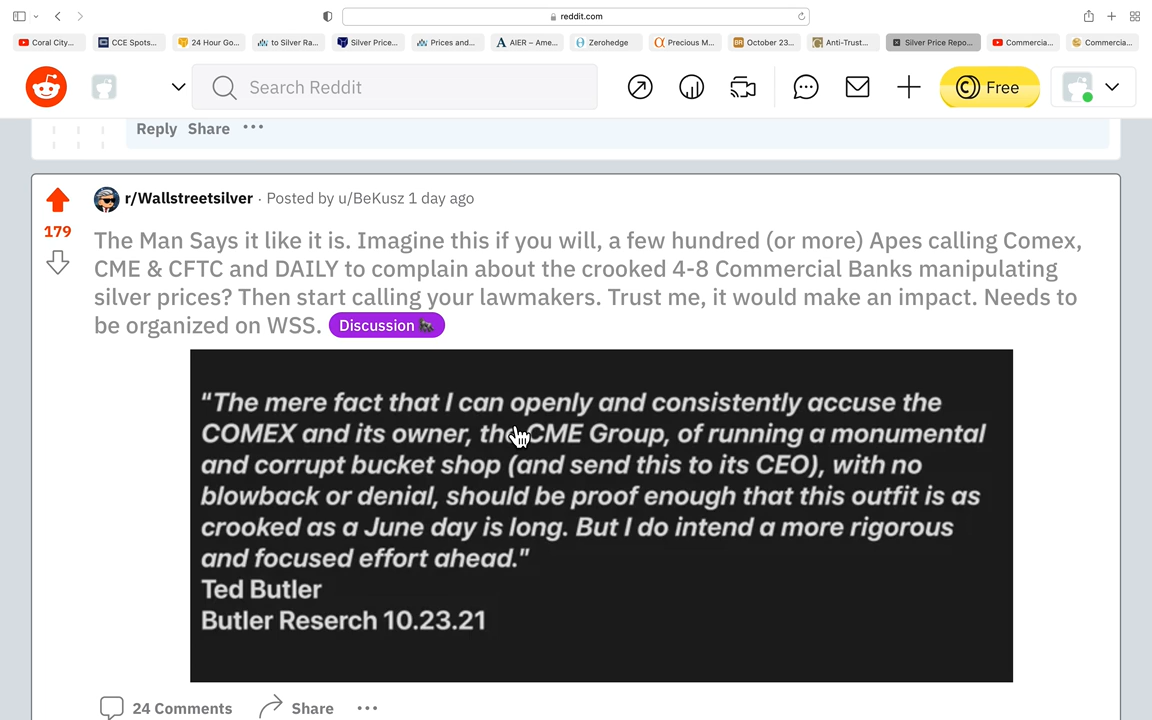 reddit.com
Coral City...
CCE Spots...
24 Hour Go...
to Silver Ra...
Silver Price...
Prices and...
AIER – Ame...
Zerohedge
Precious M...
October 23...
Anti-Trust...
Silver Price Repo...
Commercia...
Commercia...
Search Reddit
Free
Reply Share
r/Wallstreetsilver · Posted by u/BeKusz 1 day ago
179
The Man Says it like it is. Imagine this if you will, a few hundred (or more) Apes calling Comex,
CME & CFTC and DAILY to complain about the crooked 4-8 Commercial Banks manipulating
silver prices? Then start calling your lawmakers. Trust me, it would make an impact. Needs to
be organized on WSS. Discussion 🦍
"The mere fact that I can openly and consistently accuse the
COMEX and its owner, the CME Group, of running a monumental
and corrupt bucket shop (and send this to its CEO), with no
blowback or denial, should be proof enough that this outfit is as
crooked as a June day is long. But I do intend a more rigorous
and focused effort ahead."
Ted Butler
Butler Reserch 10.23.21
24 Comments Share